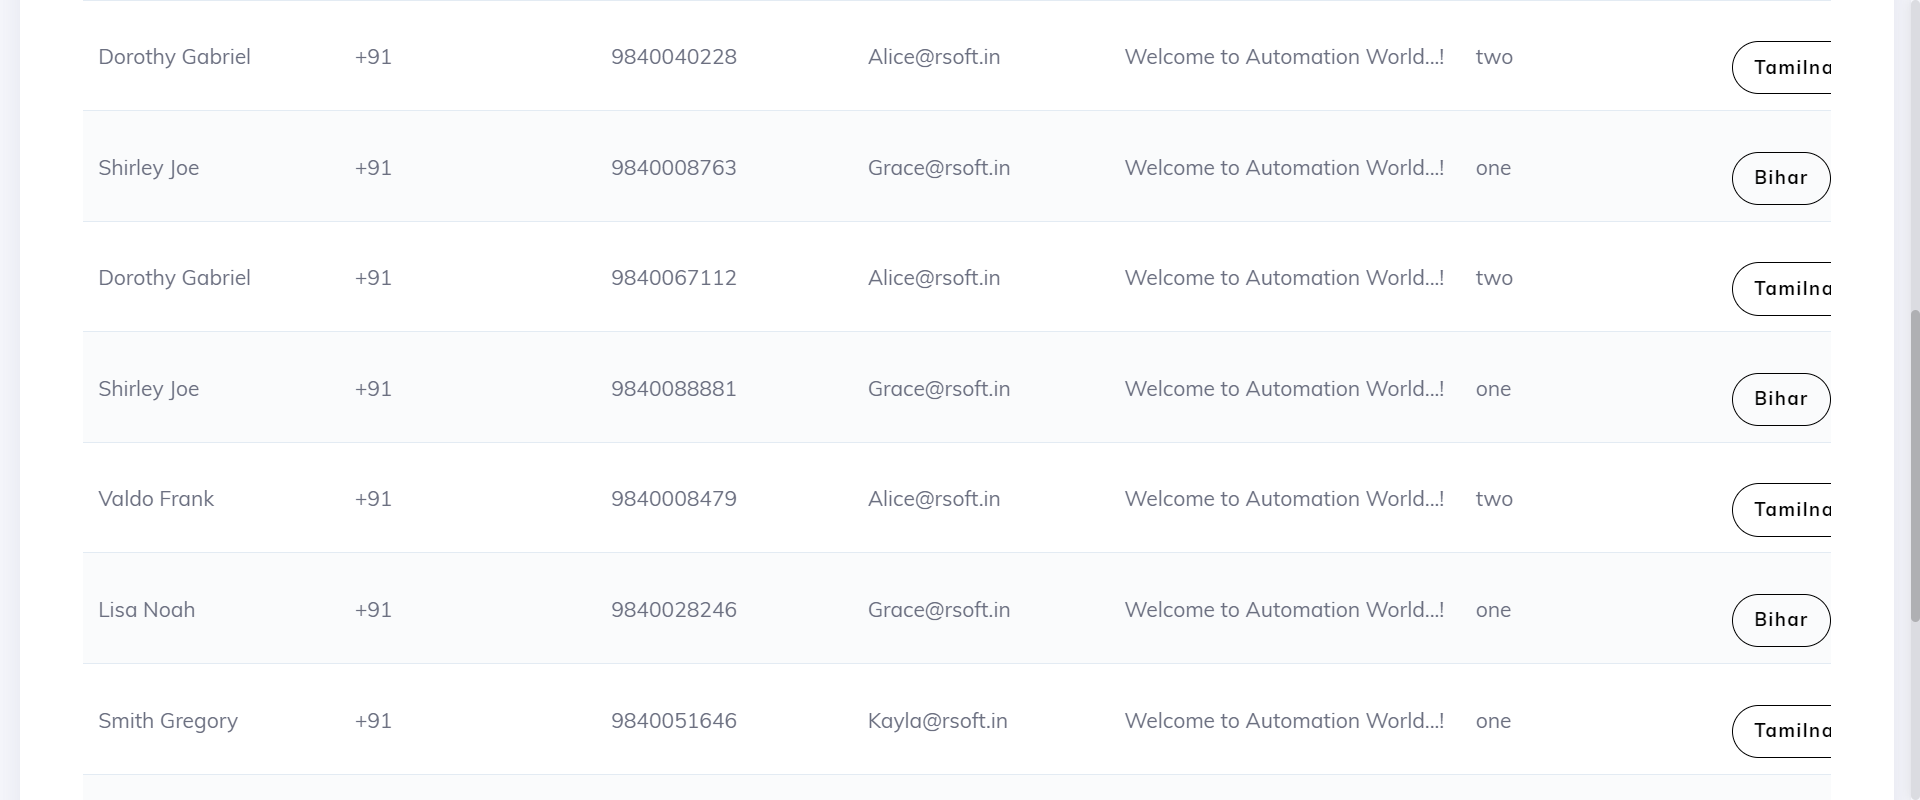 Dorothy Gabriel +91 9840040228 Alice@rsoft.in Welcome to Automation World...! two Tamilna
Shirley Joe +91 9840008763 Grace@rsoft.in Welcome to Automation World...! one Bihar
Dorothy Gabriel +91 9840067112 Alice@rsoft.in Welcome to Automation World...! two Tamilna
Shirley Joe +91 9840088881 Grace@rsoft.in Welcome to Automation World...! one Bihar
Valdo Frank +91 9840008479 Alice@rsoft.in Welcome to Automation World...! two Tamilna
Lisa Noah +91 9840028246 Grace@rsoft.in Welcome to Automation World...! one Bihar
Smith Gregory +91 9840051646 Kayla@rsoft.in Welcome to Automation World...! one Tamilna